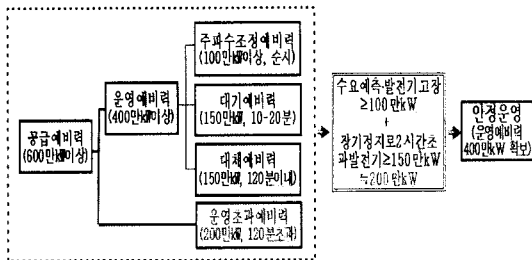 공급예비력
(600만kW이상)
운영예비력
(400만kW이상)
주파수조정예비력
(100만kW이상, 순시)
대기예비력
(150만kW, 10-20분)
대체예비력
(150만kW, 120분이내)
운영초과예비력
(200만kW, 120분초과)
수요예측·발전기고장
≥100만kW
+
장기정지로2시간초
과발전기≥150만kW
≒200만kW
안정운영
(운영예비력
400만kW 확보)